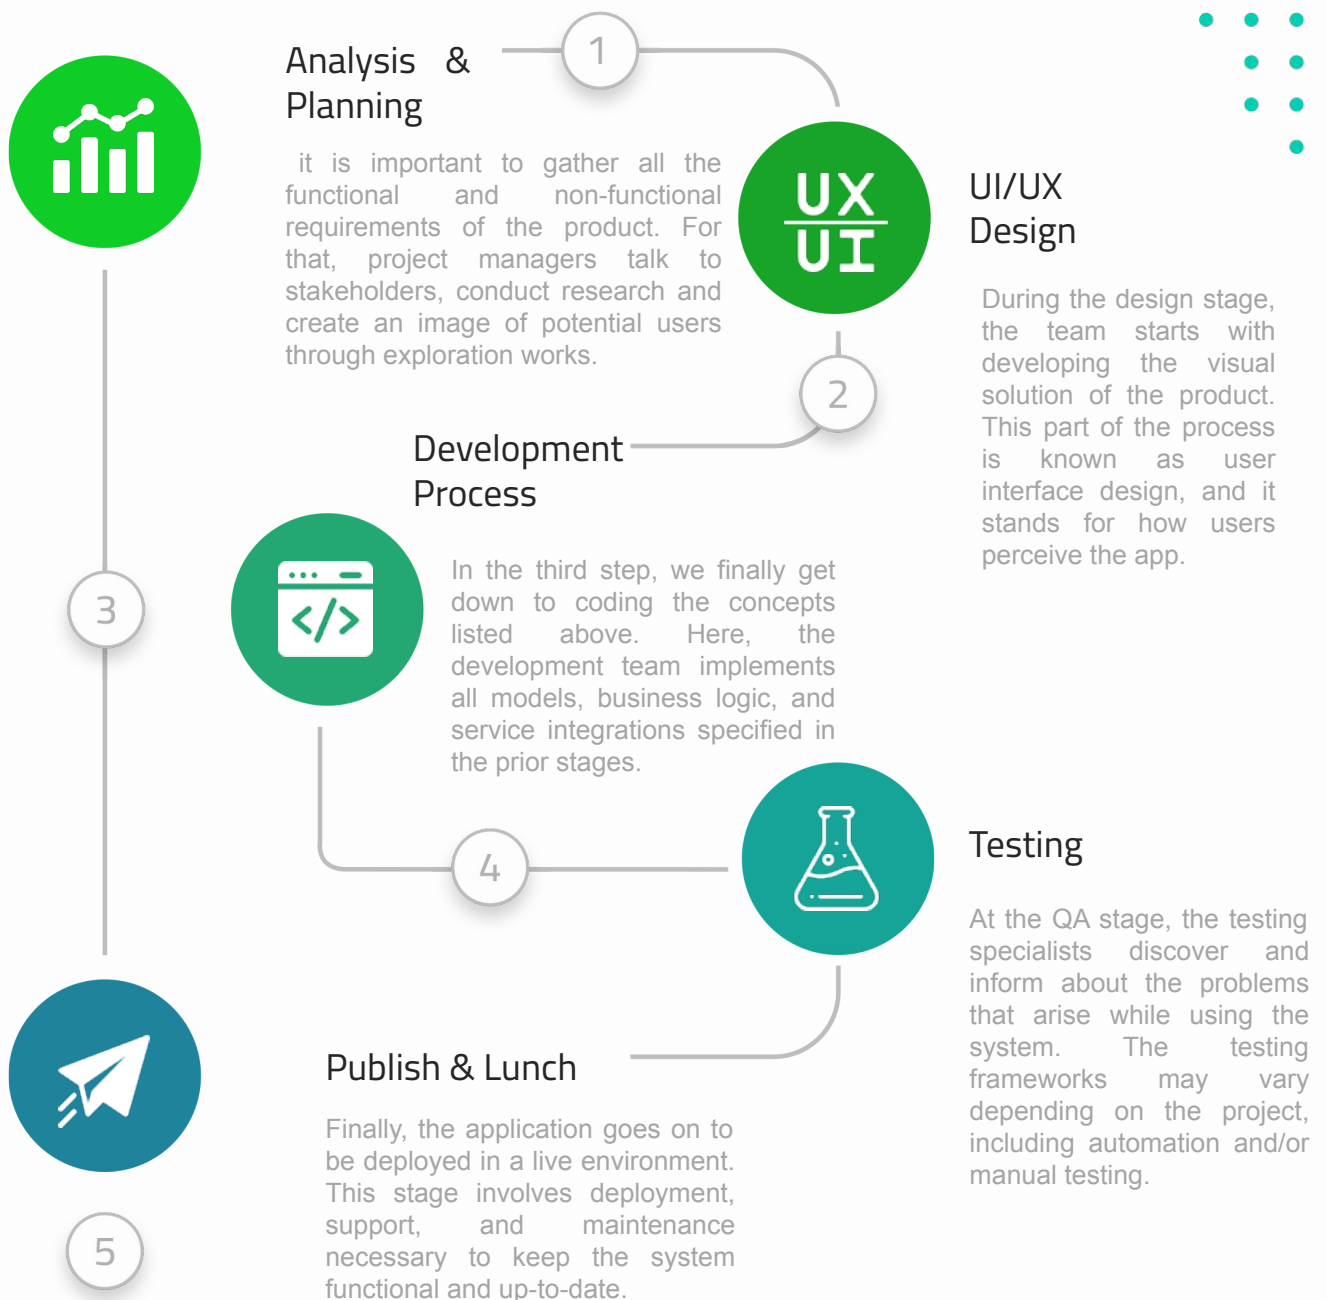 1
Analysis &
Planning
it is important to gather all the
functional and non-functional
requirements of the product. For
that, project managers talk to
stakeholders, conduct research and
create an image of potential users
through exploration works.
UX
UI
UI/UX
Design
During the design stage,
the team starts with
developing the visual
solution of the product.
This part of the process
is known as user
interface design, and it
stands for how users
perceive the app.
2
Development
Process
</>
In the third step, we finally get
down to coding the concepts
listed above. Here, the
development team implements
all models, business logic, and
service integrations specified in
the prior stages.
3
4
Testing
At the QA stage, the testing
specialists discover and
inform about the problems
that arise while using the
system. The testing
frameworks may vary
depending on the project,
including automation and/or
manual testing.
Publish & Lunch
Finally, the application goes on to
be deployed in a live environment.
This stage involves deployment,
support, and maintenance
necessary to keep the system
functional and up-to-date.
5